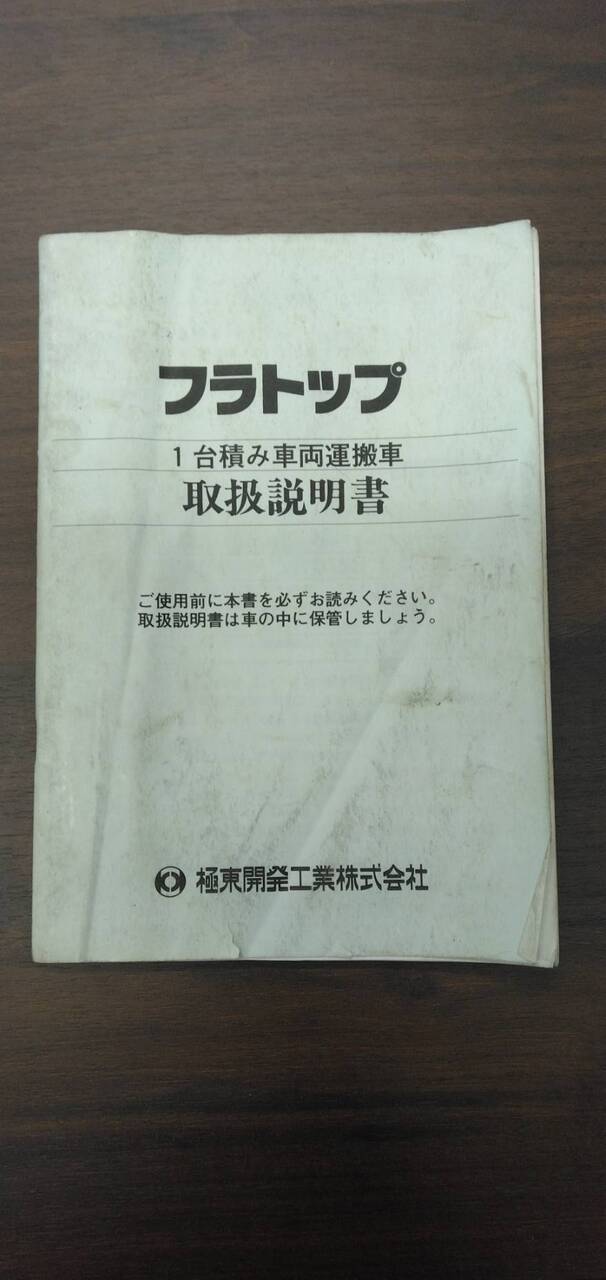 フラトップ
1台積み車両運搬車
取扱説明書
ご使用前に本書を必ずお読みください。
取扱説明書は車の中に保管しましょう。
極東開発工業株式会社